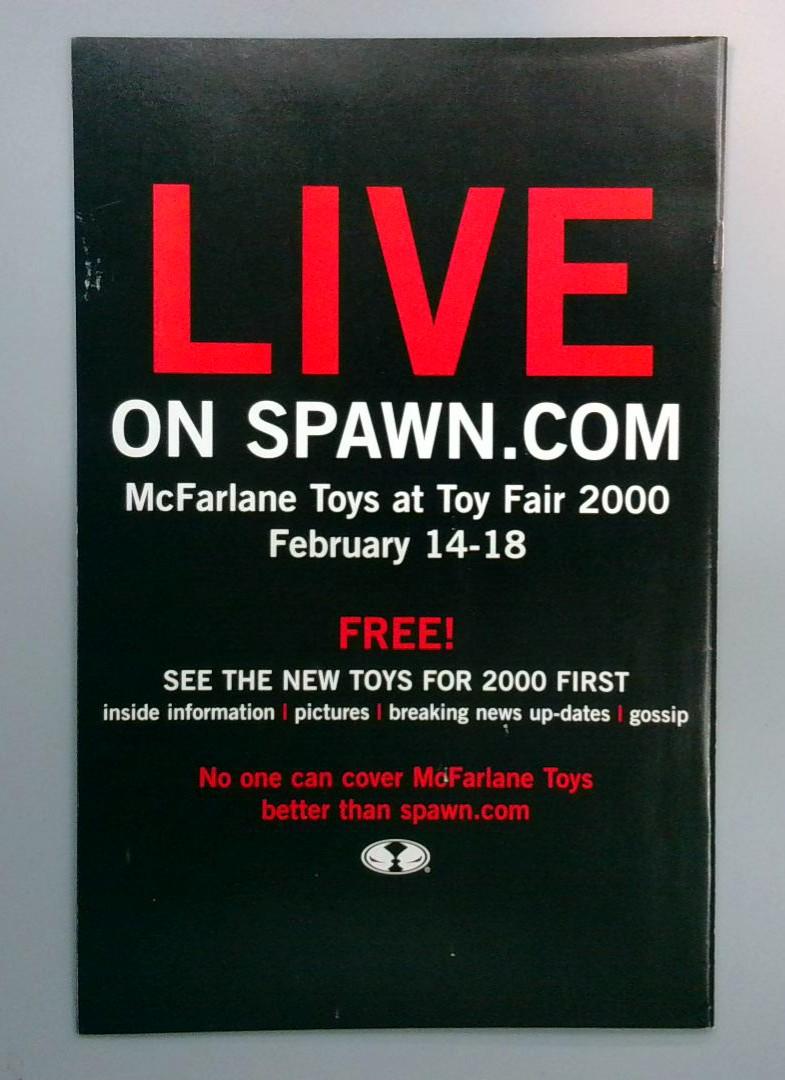 LIVE
ON SPAWN.COM
McFarlane Toys at Toy Fair 2000
February 14-18
FREE!
SEE THE NEW TOYS FOR 2000 FIRST
inside information | pictures | breaking news up-dates | gossip
No one can cover McFarlane Toys
better than spawn.com